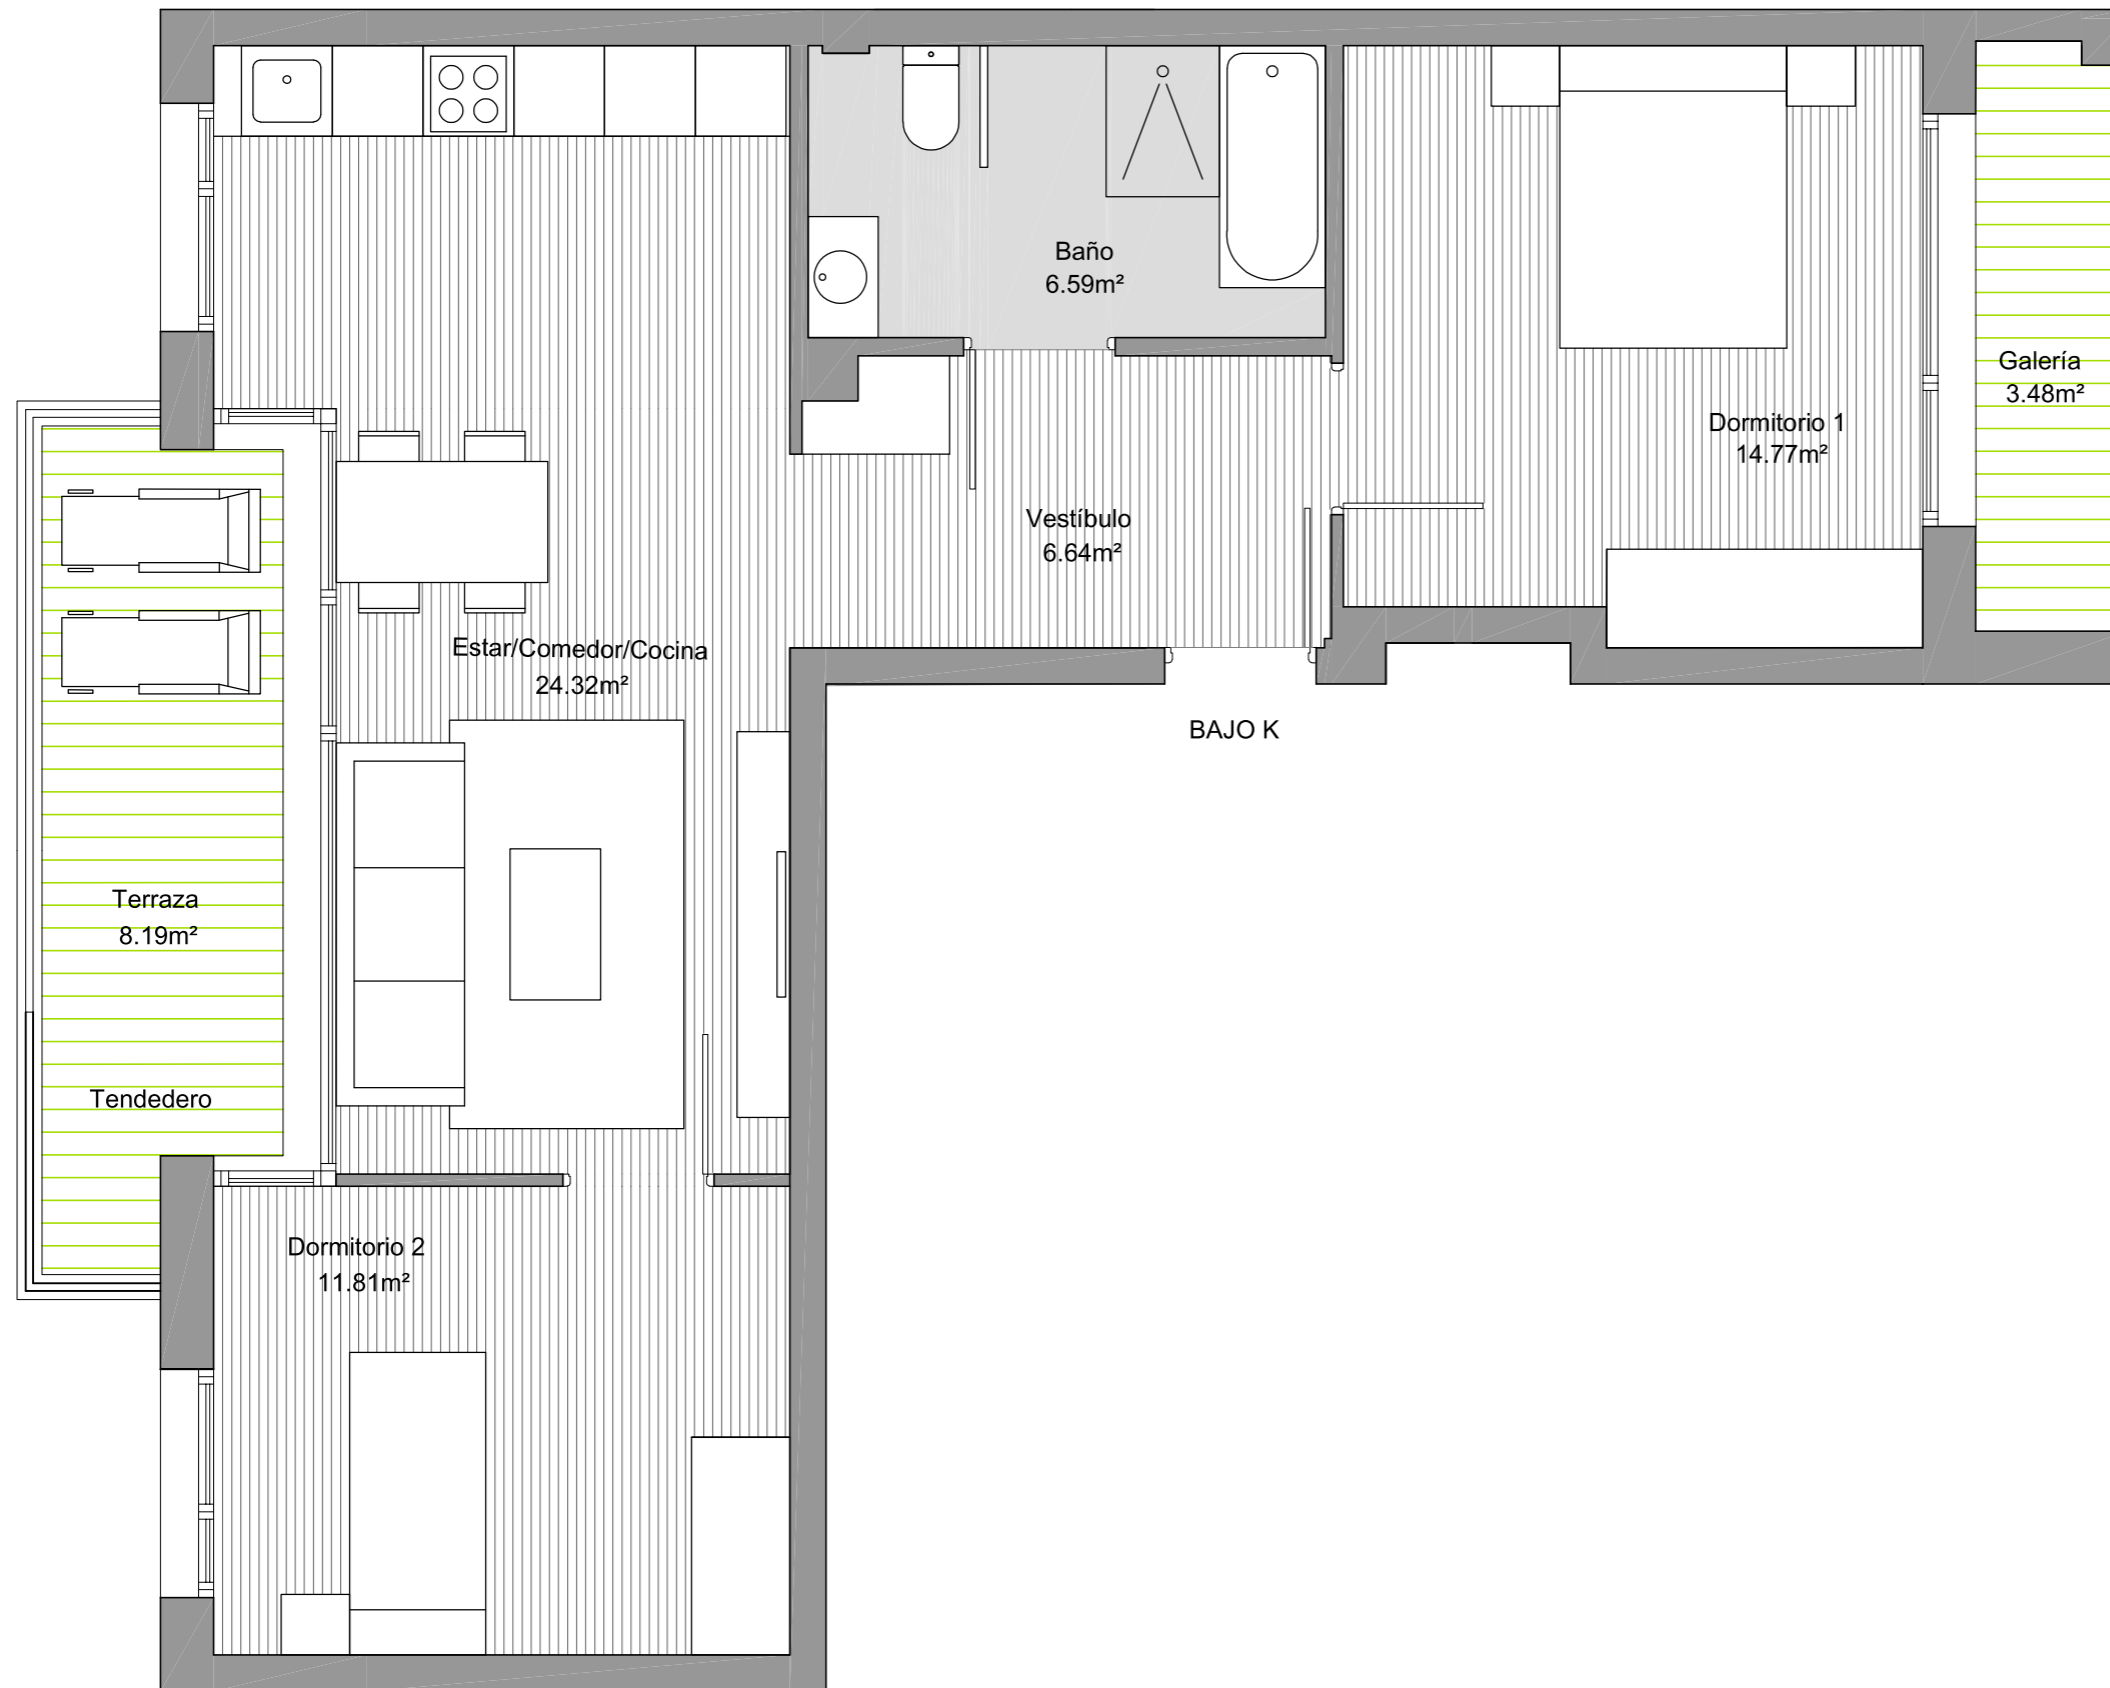 Baño
6.59m²
Galería
3.48m²
Dormitorio 1
14.77m²
Vestíbulo
6.64m²
Estar/Comedor/Cocina
24.32m²
BAJO K
Terraza
8.19m²
Tendedero
Dormitorio 2
11.81m²